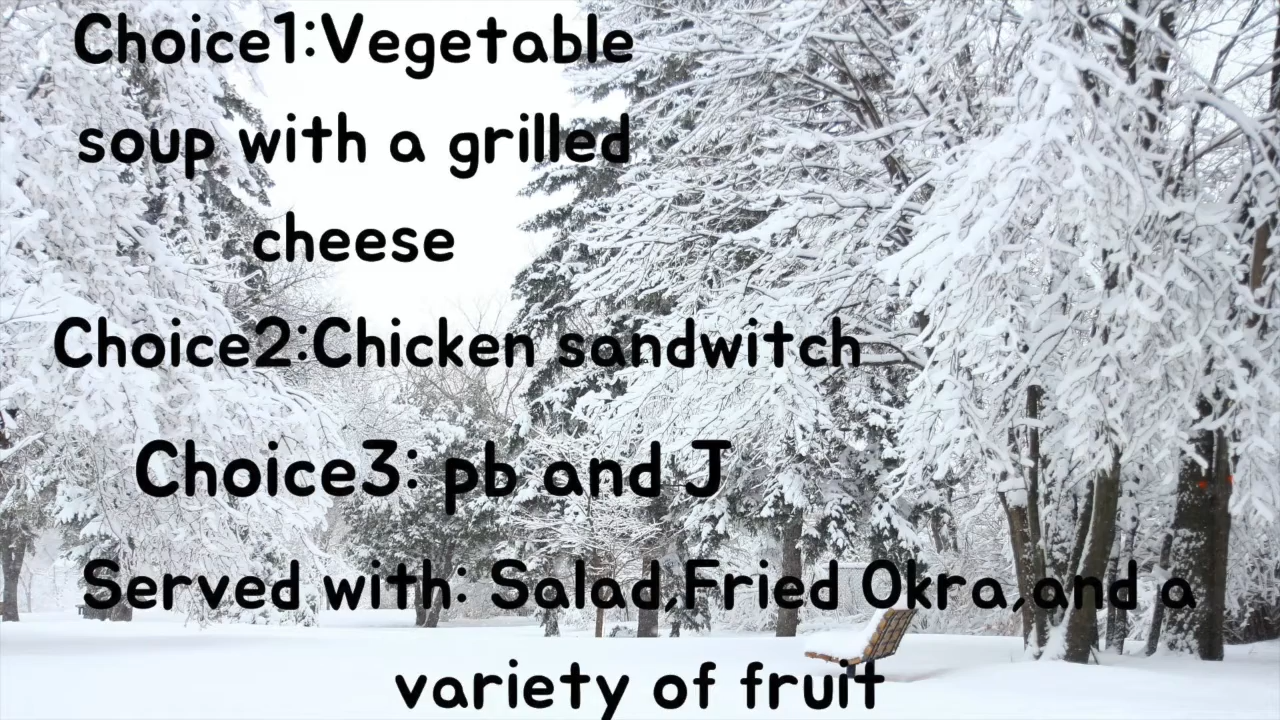 Choice1:Vegetable
soup with a grilled
cheese
Choice2:Chicken sandwitch
Choice3: pb and J
Served with: Salad,Fried Okra,and a
variety of fruit